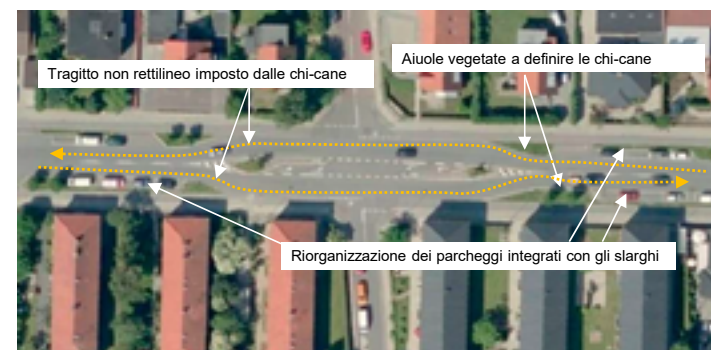 Aiuole vegetate a definire le chi-cane
Tragitto non rettilineo imposto dalle chi-cane
Riorganizzazione dei parcheggi integrati con gli slarghi